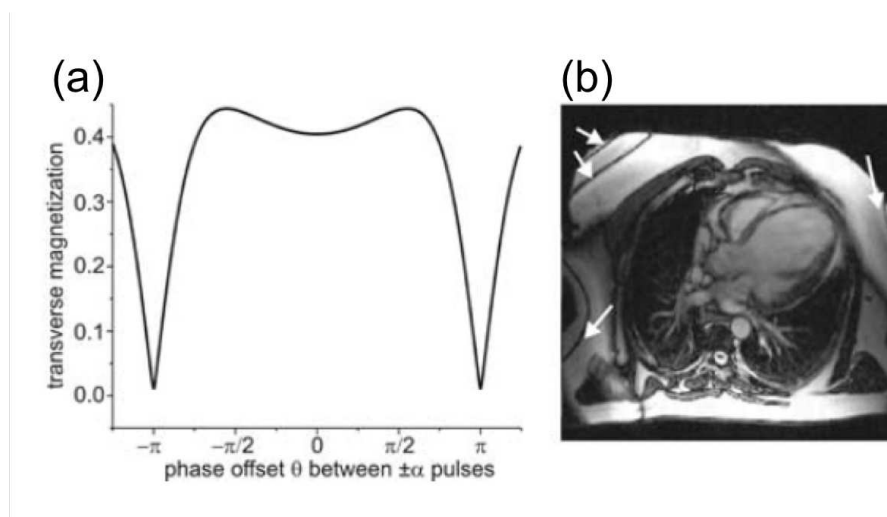 (a)
(b)
transverse magnetization
0.4
0.3
0.2
0.1
0.0
−π
−π/2
0
π/2
π
phase offset θ between ±α pulses